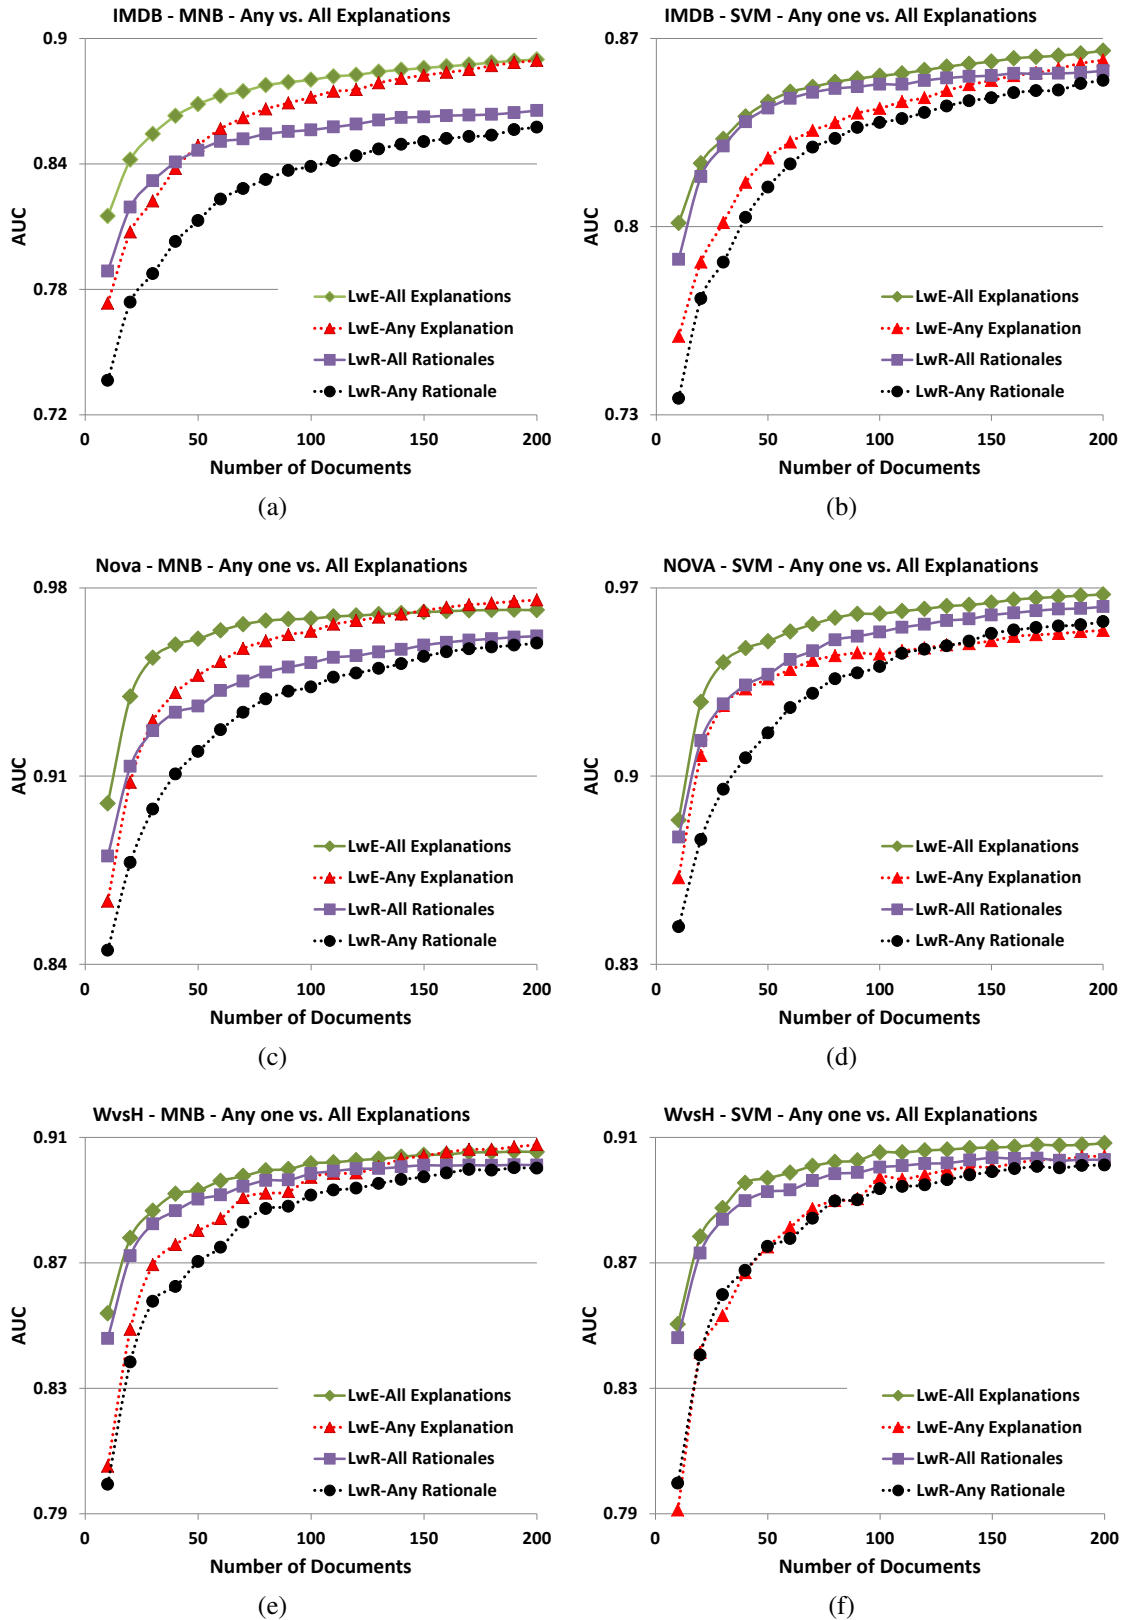 IMDB - MNB - Any vs. All Explanations
0.9
0.84
0.78
0.72
AUC
0 50 100 150 200
Number of Documents
LwE-All Explanations
LwE-Any Explanation
LwR-All Rationales
LwR-Any Rationale
(a)
IMDB - SVM - Any one vs. All Explanations
0.87
0.8
0.73
AUC
0 50 100 150 200
Number of Documents
LwE-All Explanations
LwE-Any Explanation
LwR-All Rationales
LwR-Any Rationale
(b)
Nova - MNB - Any one vs. All Explanations
0.98
0.91
0.84
AUC
0 50 100 150 200
Number of Documents
LwE-All Explanations
LwE-Any Explanation
LwR-All Rationales
LwR-Any Rationale
(c)
NOVA - SVM - Any one vs. All Explanations
0.97
0.9
0.83
AUC
0 50 100 150 200
Number of Documents
LwE-All Explanations
LwE-Any Explanation
LwR-All Rationales
LwR-Any Rationale
(d)
WvsH - MNB - Any one vs. All Explanations
0.91
0.87
0.83
0.79
AUC
0 50 100 150 200
Number of Documents
LwE-All Explanations
LwE-Any Explanation
LwR-All Rationales
LwR-Any Rationale
(e)
WvsH - SVM - Any one vs. All Explanations
0.91
0.87
0.83
0.79
AUC
0 50 100 150 200
Number of Documents
LwE-All Explanations
LwE-Any Explanation
LwR-All Rationales
LwR-Any Rationale
(f)